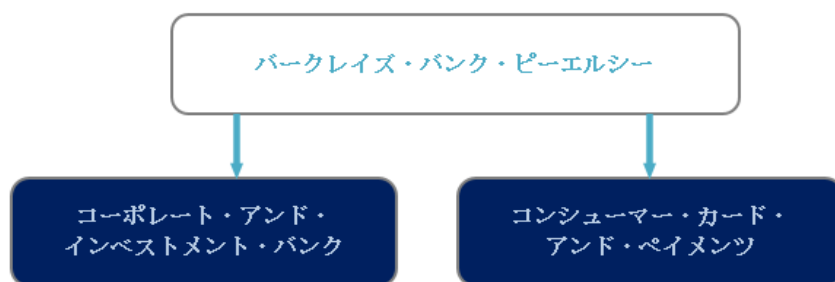 バークレイズ・バンク・ピーエルシー
コーポレート・アンド・
インベストメント・バンク
コンシューマー・カード・
アンド・ペイメンツ